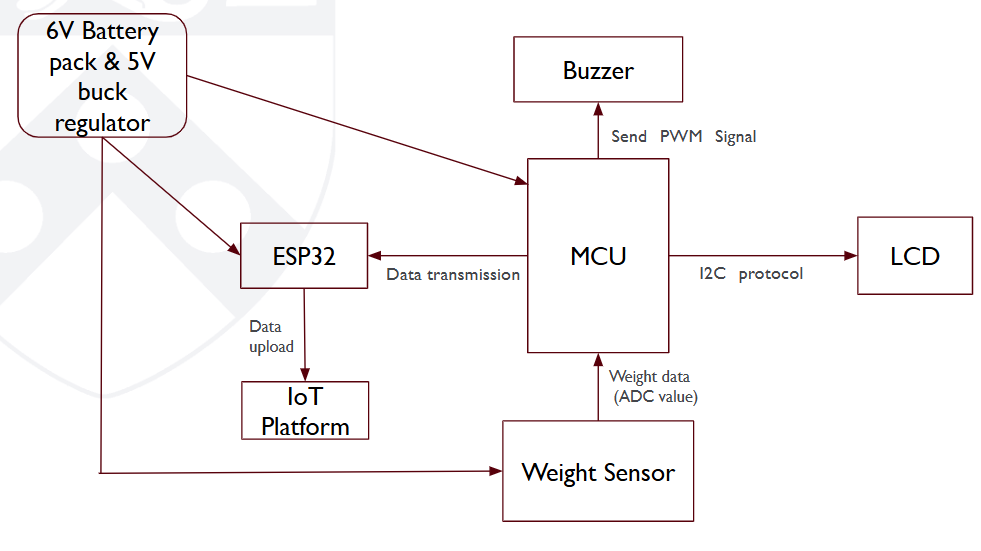 6V Battery
pack & 5V
buck
regulator
Buzzer
Send PWM Signal
ESP32
Data transmission
MCU
I2C protocol
LCD
Data
upload
IoT
Platform
Weight data
(ADC value)
Weight Sensor